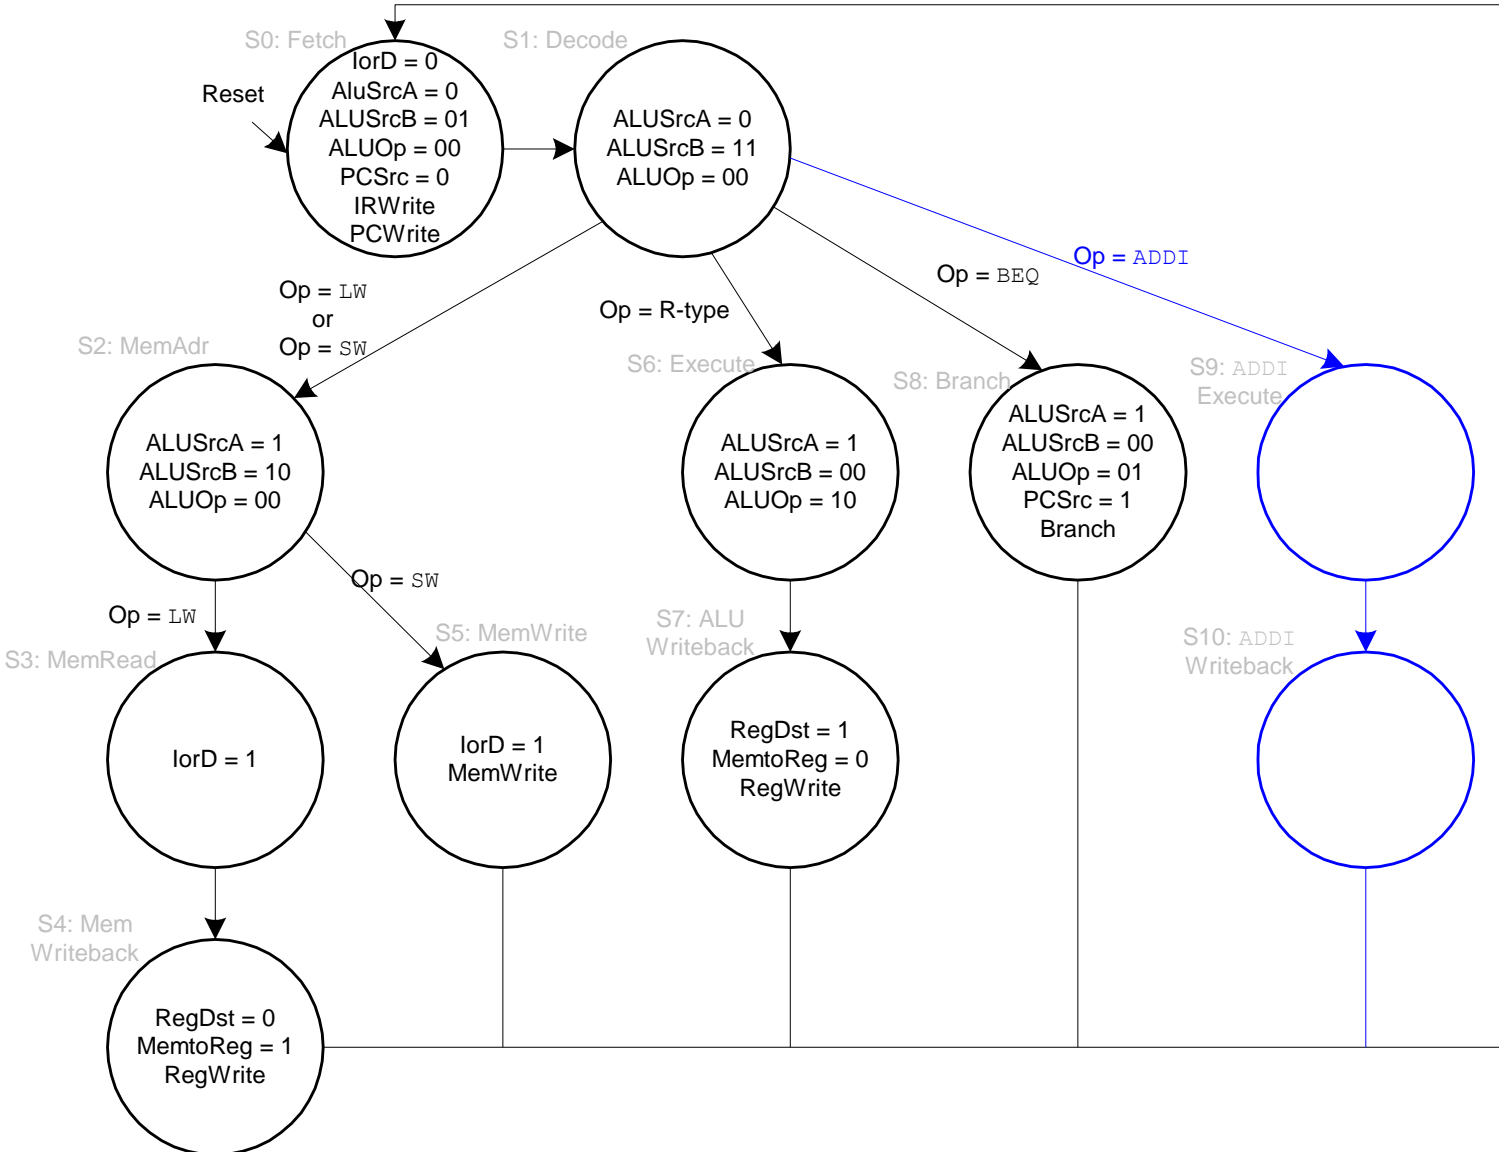 S0: Fetch
S1: Decode
Reset
IorD = 0
AluSrcA = 0
ALUSrcB = 01
ALUOp = 00
PCSrc = 0
IRWrite
PCWrite
ALUSrcA = 0
ALUSrcB = 11
ALUOp = 00
Op = LW
or
Op = SW
Op = R-type
Op = BEQ
Op = ADDI
S2: MemAdr
ALUSrcA = 1
ALUSrcB = 10
ALUOp = 00
S6: Execute
ALUSrcA = 1
ALUSrcB = 00
ALUOp = 10
S8: Branch
ALUSrcA = 1
ALUSrcB = 00
ALUOp = 01
PCSrc = 1
Branch
S9: ADDI
Execute
Op = LW
Op = SW
S3: MemRead
IorD = 1
S5: MemWrite
IorD = 1
MemWrite
S7: ALU
Writeback
RegDst = 1
MemtoReg = 0
RegWrite
S10: ADDI
Writeback
S4: Mem
Writeback
RegDst = 0
MemtoReg = 1
RegWrite